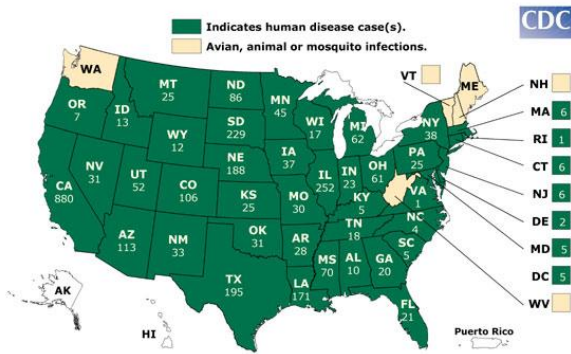 Indicates human disease case(s).
Avian, animal or mosquito infections.
CDC
WA
MT
25
ND
86
MN
45
VT
ME
NH
OR
7
ID
13
WY
12
SD
229
WI
17
MI
62
NY
38
MA 6
RI 1
NV
31
UT
52
CO
106
NE
188
IA
37
IL
252
IN
23
OH
61
PA
25
CT 6
NJ 6
CA
880
KS
25
MO
30
KY
5
VA
1
DE 2
MD 5
AZ
113
NM
33
OK
31
AR
28
TN
18
NC
4
SC
5
DC 5
WV
TX
195
LA
171
MS
70
AL
10
GA
20
FL
21
AK
HI
Puerto Rico